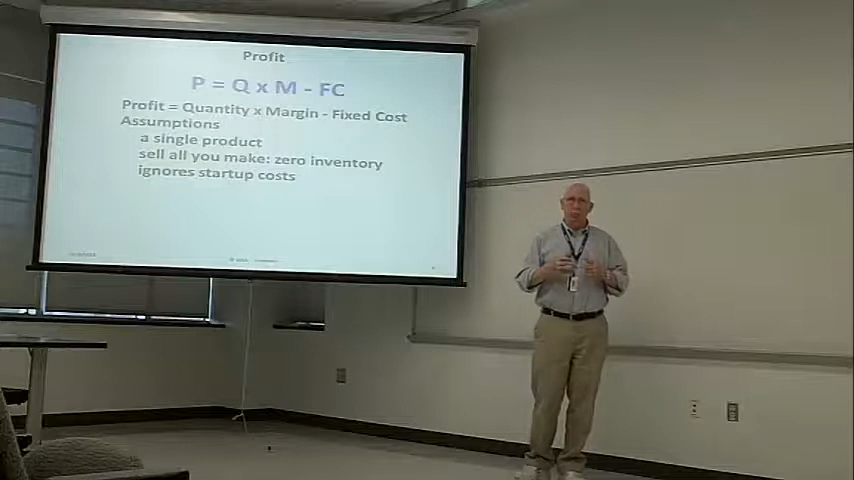 Profit
P = Q x M - FC
Profit = Quantity x Margin - Fixed Cost
Assumptions
a single product
sell all you make: zero inventory
ignores startup costs